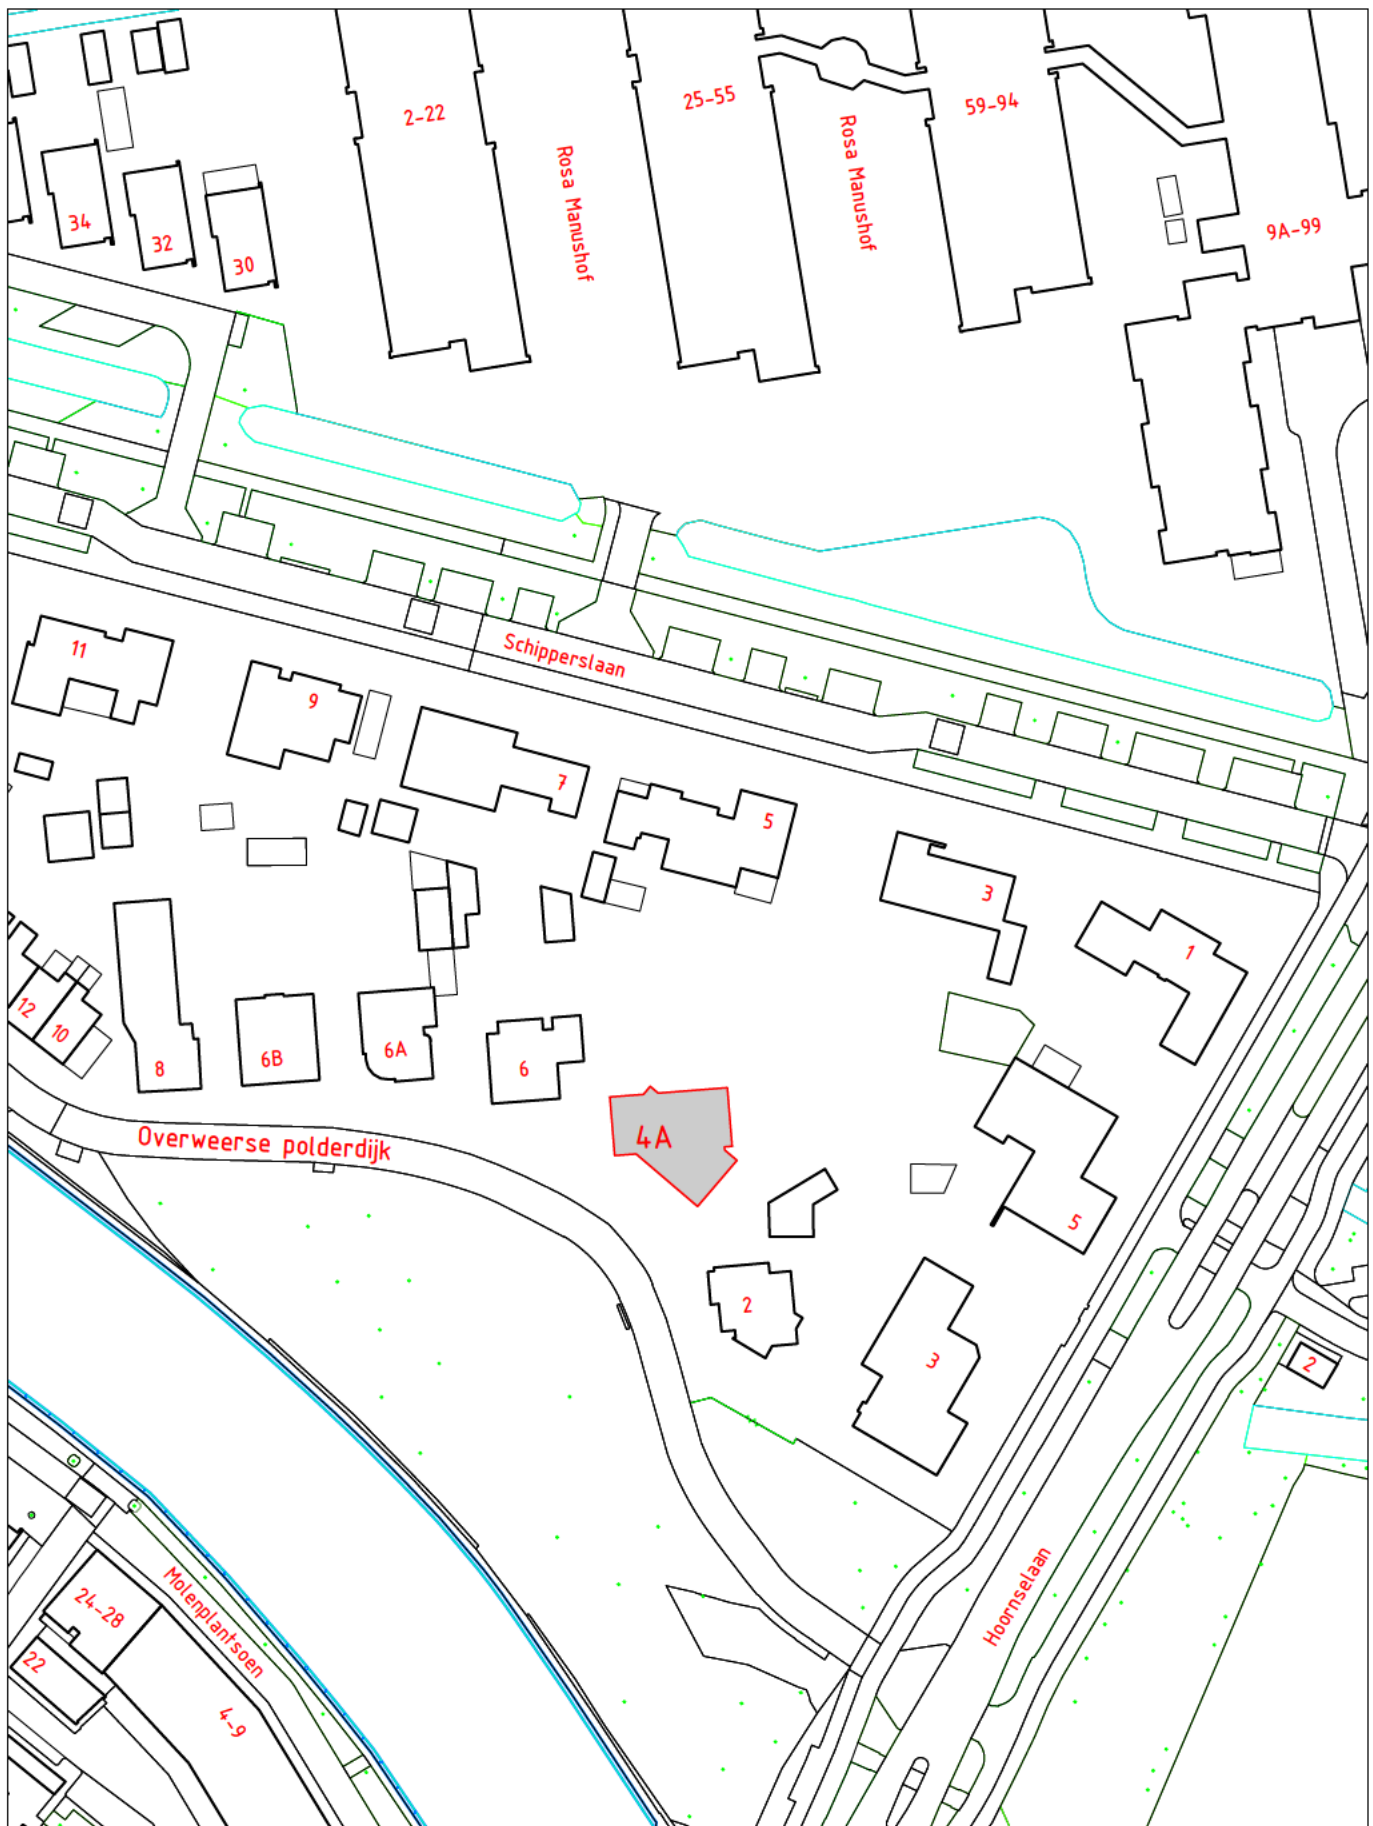 2-22
25-55
59-94
Rosa Manushof
Rosa Manushof
34
32
30
9A-99
Schipperslaan
11
9
7
5
3
1
12
10
8
6B
6A
6
4A
Overweerse polderdijk
5
2
3
2
Hoornselaan
Molenplantsoen
24-28
22
4-9